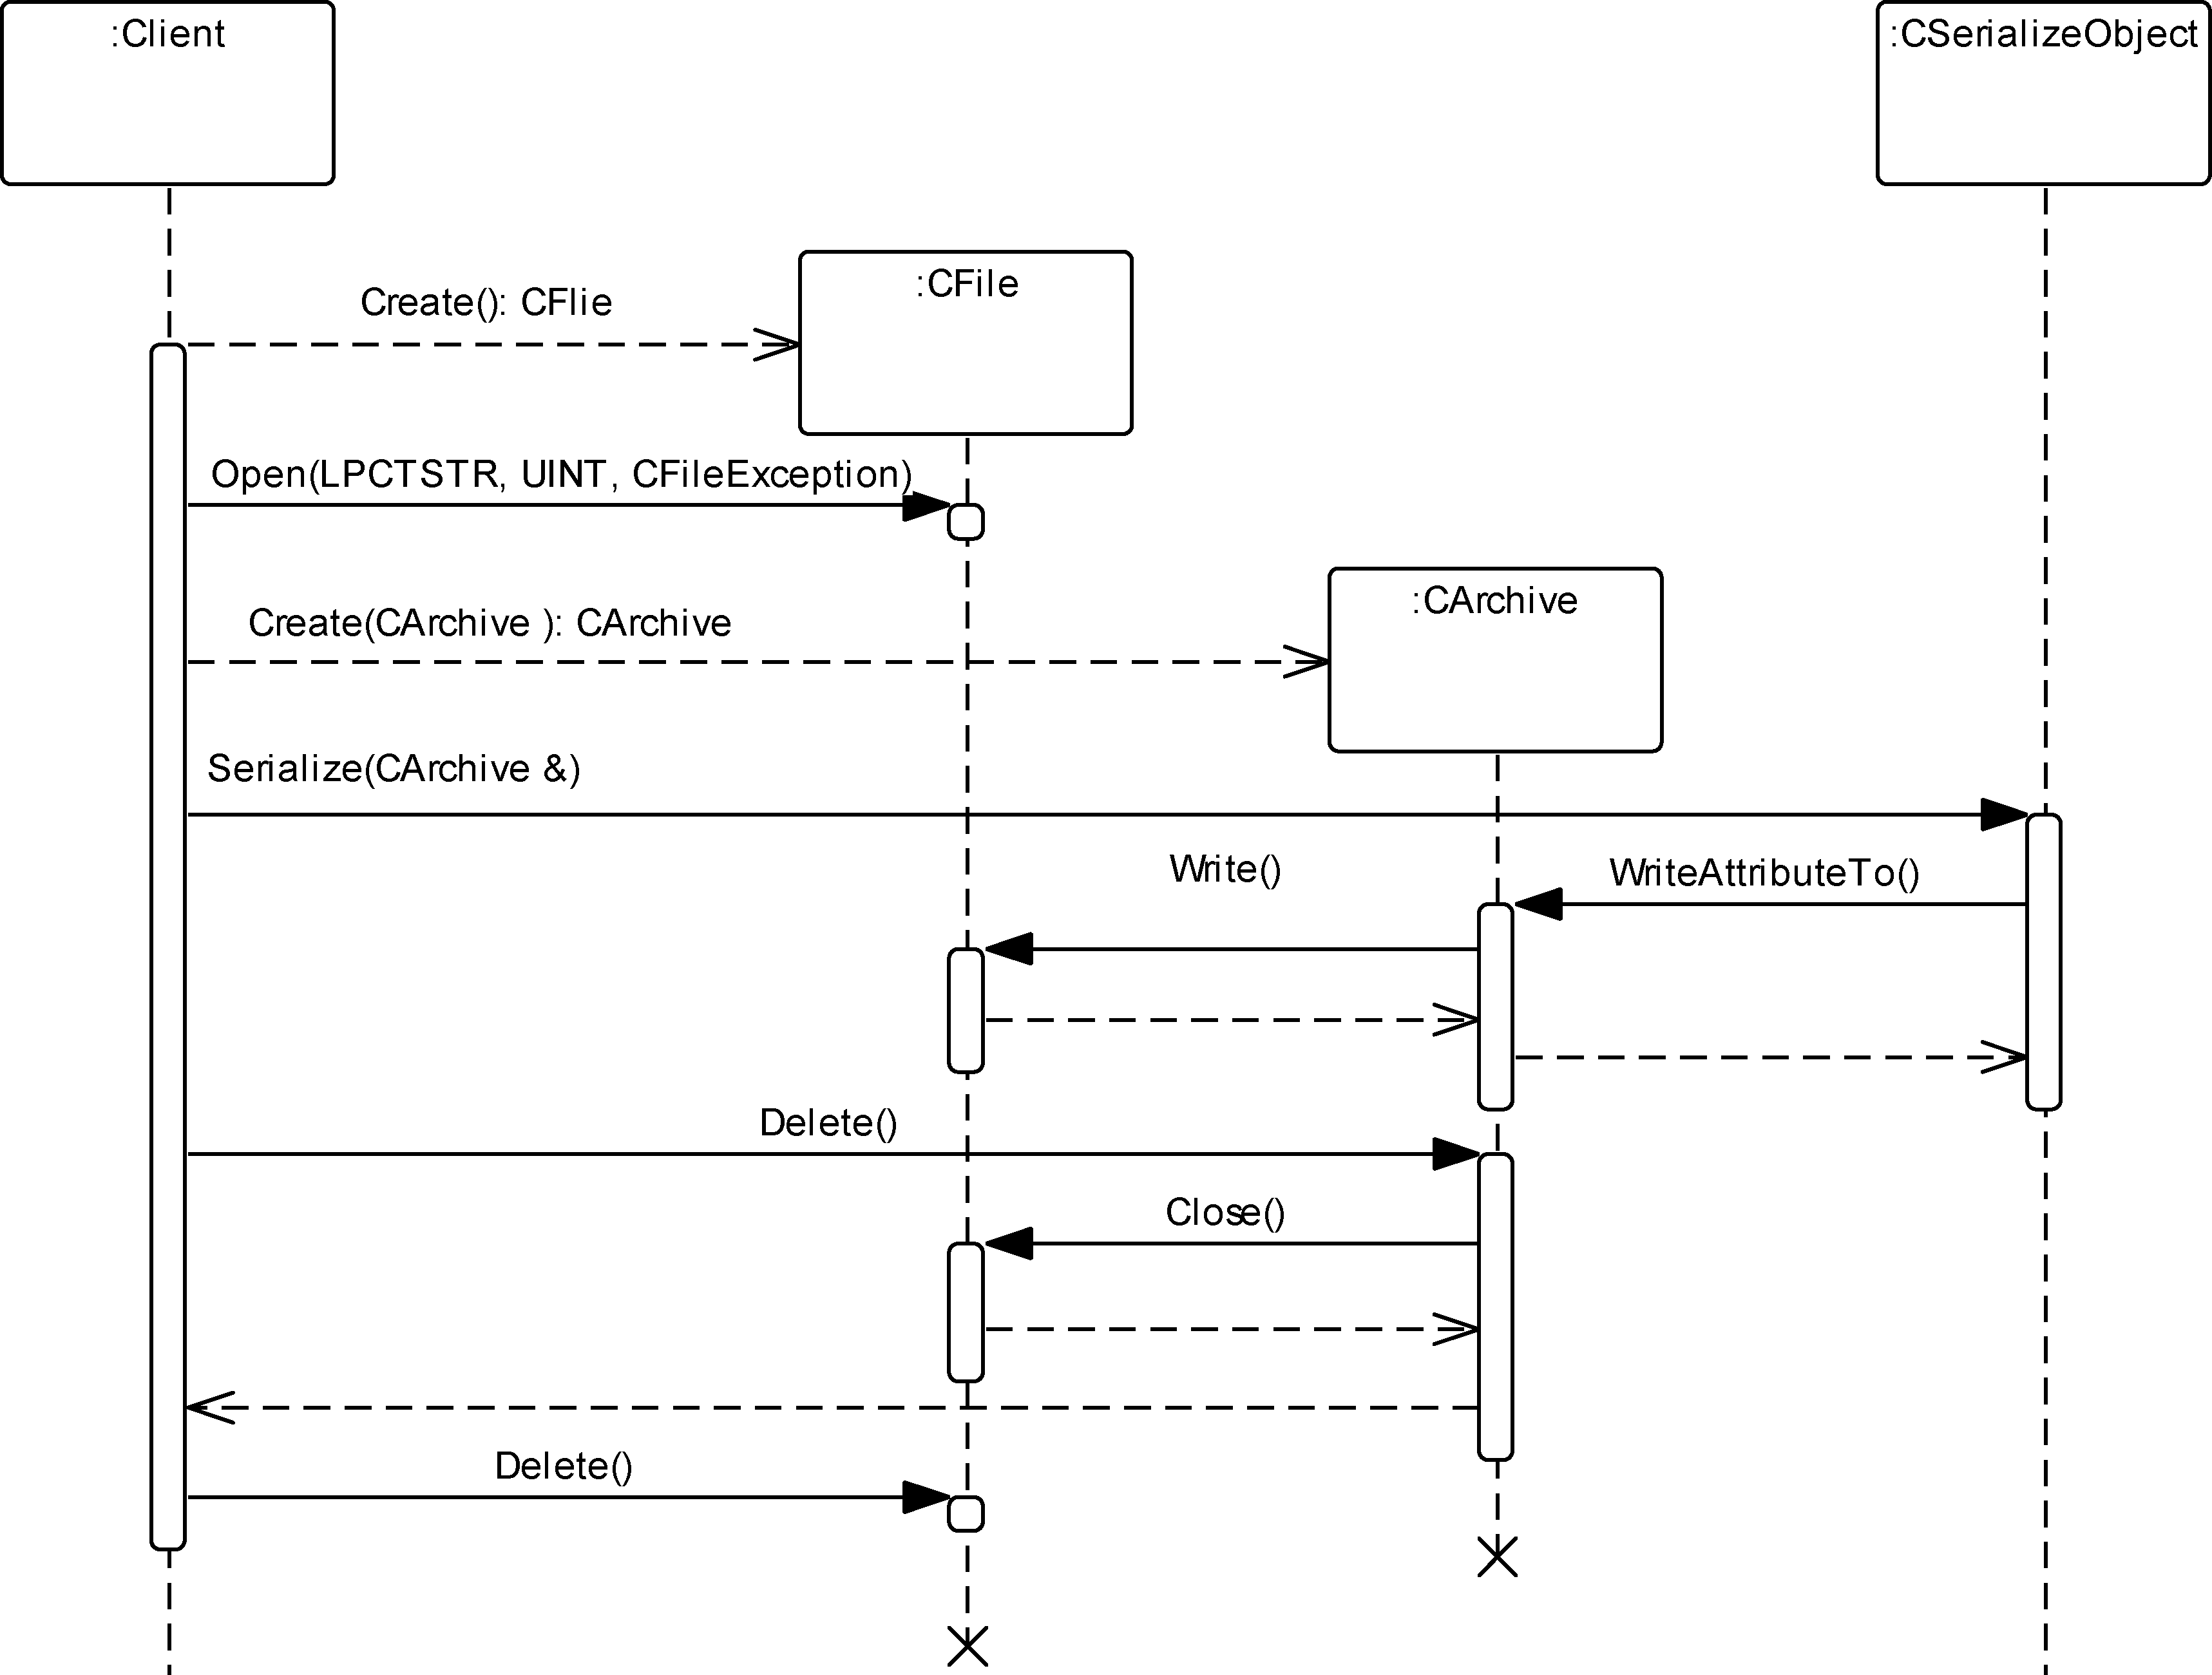 :Client
:CSerializeObject
:CFile
Create(): CFlie
Open(LPCTSTR, UINT, CFileException)
:CArchive
Create(CArchive ): CArchive
Serialize(CArchive &)
Write()
WriteAttributeTo()
Delete()
Close()
Delete()